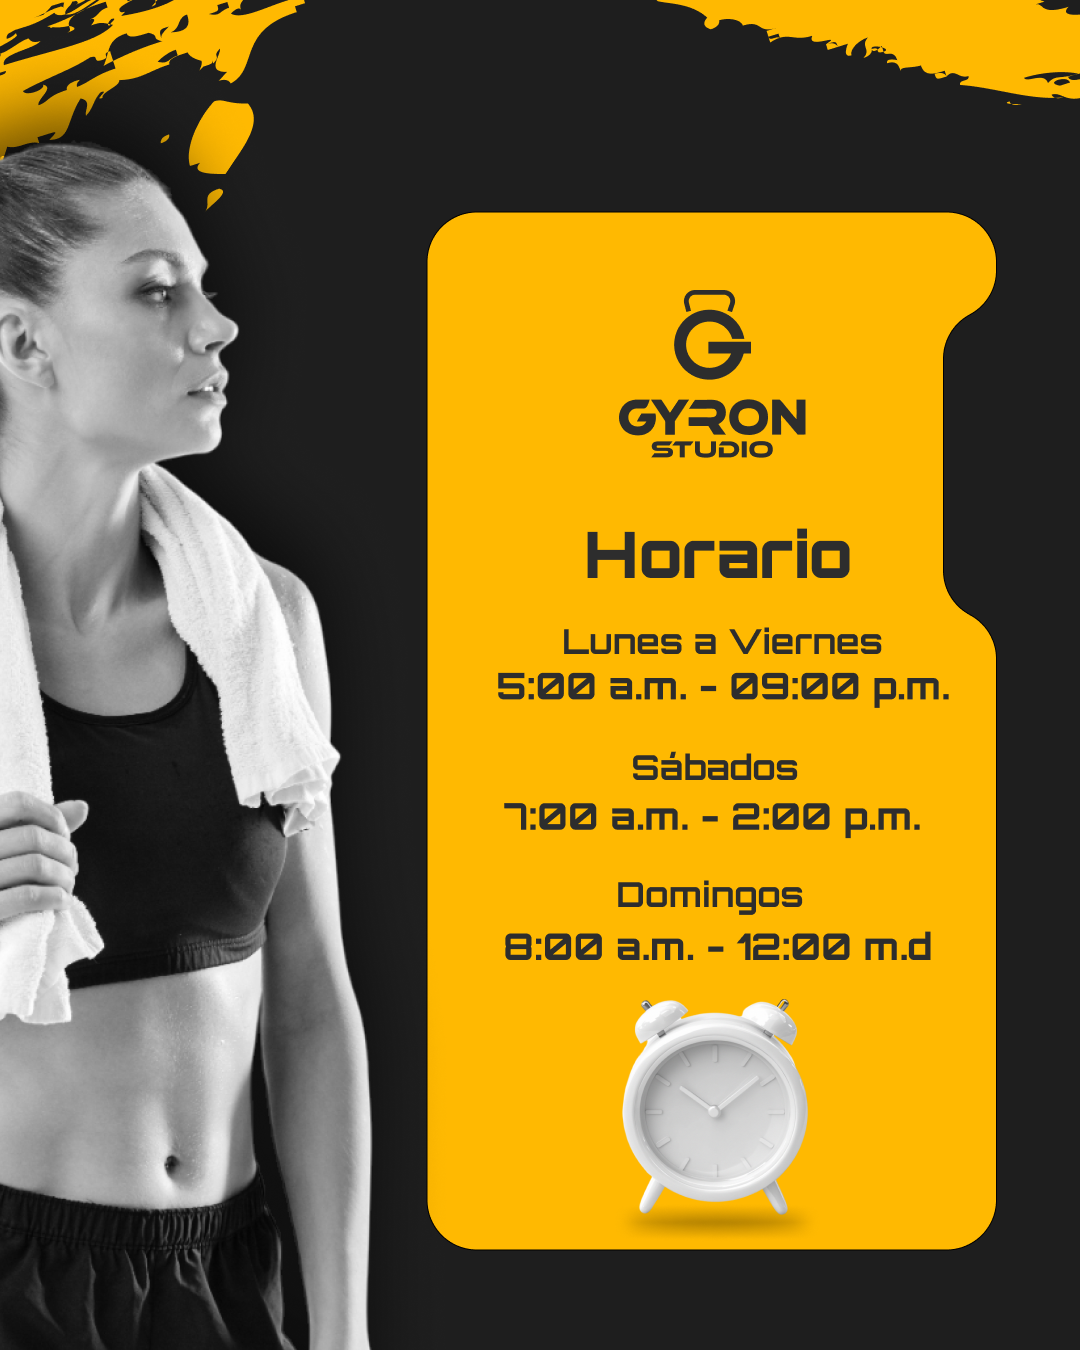 GYRON
STUDIO
Horario
Lunes a Viernes
5:00 a.m. - 09:00 p.m.
Sábados
7:00 a.m. - 2:00 p.m.
Domingos
8:00 a.m. - 12:00 m.d